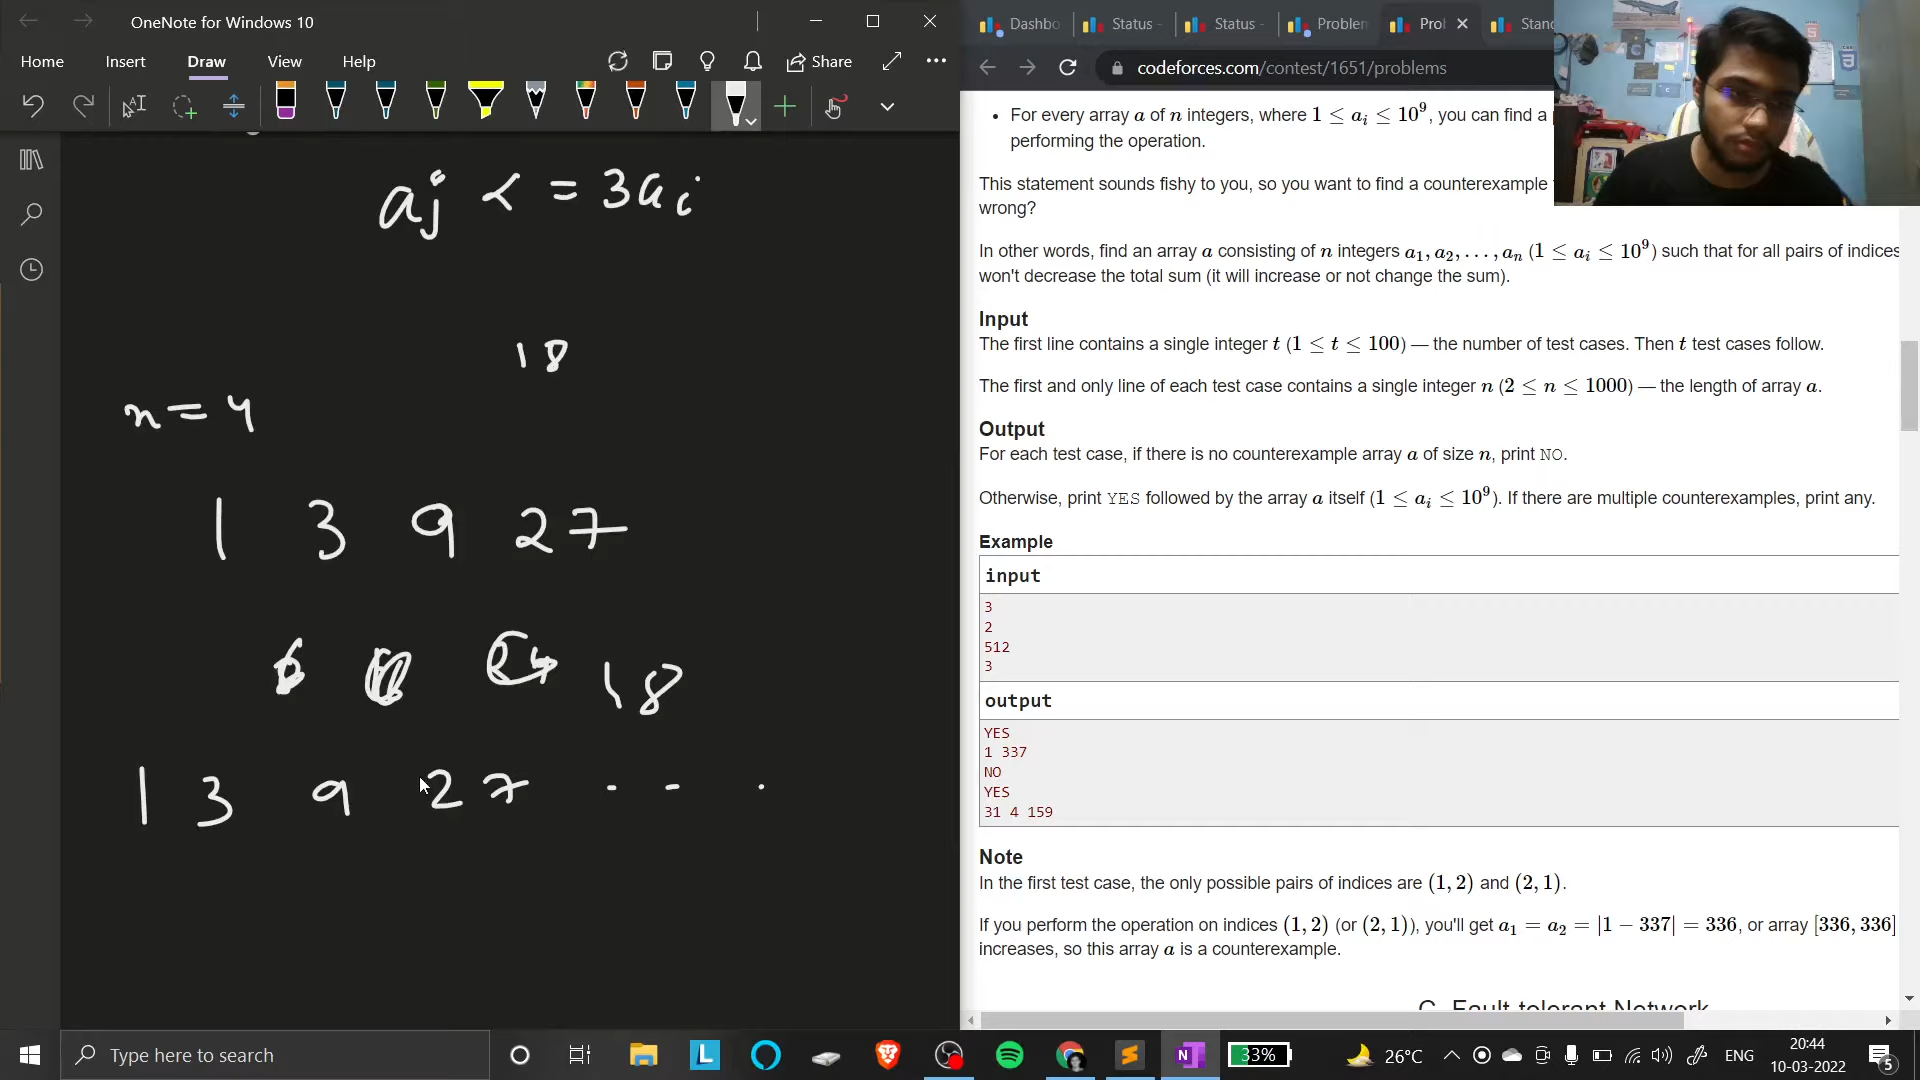 OneNote for Windows 10
Home Insert Draw View Help Share
aj < = 3ai
18
n = 4
1 3 9 27
18
1 3 9 27 . . .
Dashbo Status - Status - Problem Prob Stand
codeforces.com/contest/1651/problems
• For every array a of n integers, where 1 ≤ ai ≤ 10^9, you can find a
performing the operation.
This statement sounds fishy to you, so you want to find a counterexample
wrong?
In other words, find an array a consisting of n integers a1, a2, . . . , an (1 ≤ ai ≤ 10^9) such that for all pairs of indices
won't decrease the total sum (it will increase or not change the sum).
Input
The first line contains a single integer t (1 ≤ t ≤ 100) — the number of test cases. Then t test cases follow.
The first and only line of each test case contains a single integer n (2 ≤ n ≤ 1000) — the length of array a.
Output
For each test case, if there is no counterexample array a of size n, print NO.
Otherwise, print YES followed by the array a itself (1 ≤ ai ≤ 10^9). If there are multiple counterexamples, print any.
Example
input
3
2
512
3
output
YES
1 337
NO
YES
31 4 159
Note
In the first test case, the only possible pairs of indices are (1, 2) and (2, 1).
If you perform the operation on indices (1, 2) (or (2, 1)), you'll get a1 = a2 = |1 − 337| = 336, or array [336, 336]
increases, so this array a is a counterexample.
C. Fault-tolerant Network
Type here to search
33%
26°C
ENG
20:44
10-03-2022
5